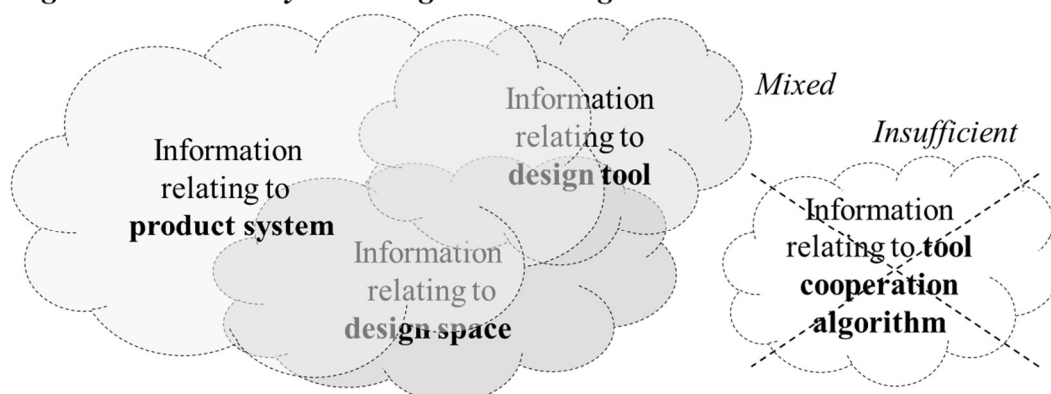 Information
relating to
product system
Information
relating to
design tool
Information
relating to
design space
Mixed
Insufficient
Information
relating to tool
cooperation
algorithm